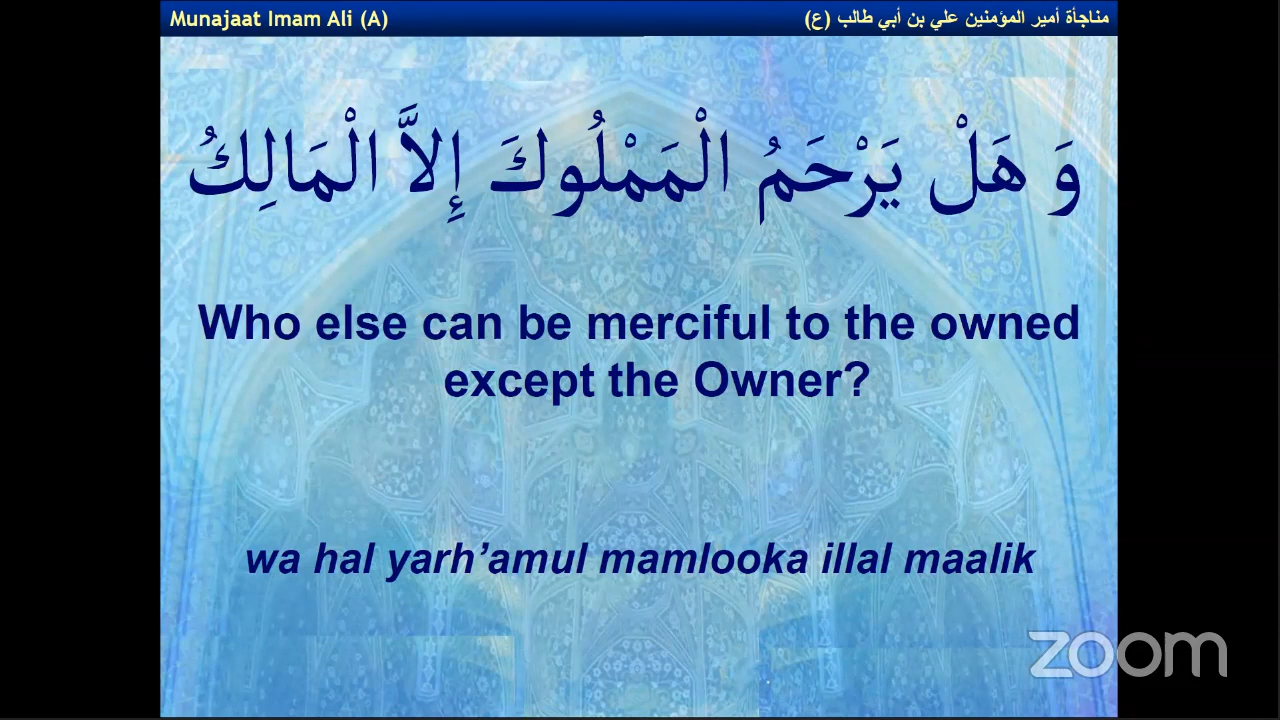 Munajaat Imam Ali (A)
مناجأة أمير المؤمنين علي بن أبي طالب (ع)
وَ هَلْ يَرْحَمُ الْمَمْلُوكَ إِلاَّ الْمَالِكُ
Who else can be merciful to the owned
except the Owner?
wa hal yarh’amul mamlooka illal maalik
zoom